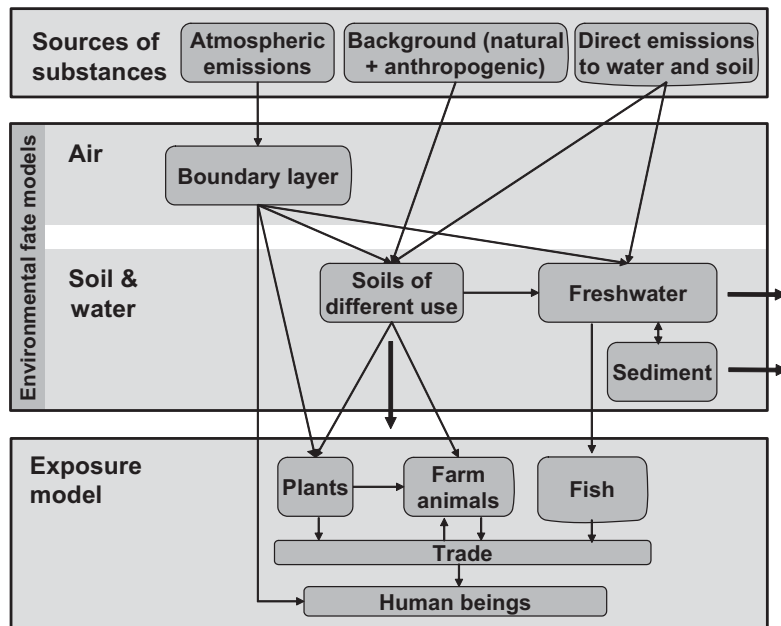 Sources of
substances
Atmospheric
emissions
Background (natural
+ anthropogenic)
Direct emissions
to water and soil
Environmental fate models
Air
Boundary layer
Soil &
water
Soils of
different use
Freshwater
Sediment
Exposure
model
Plants
Farm
animals
Fish
Trade
Human beings